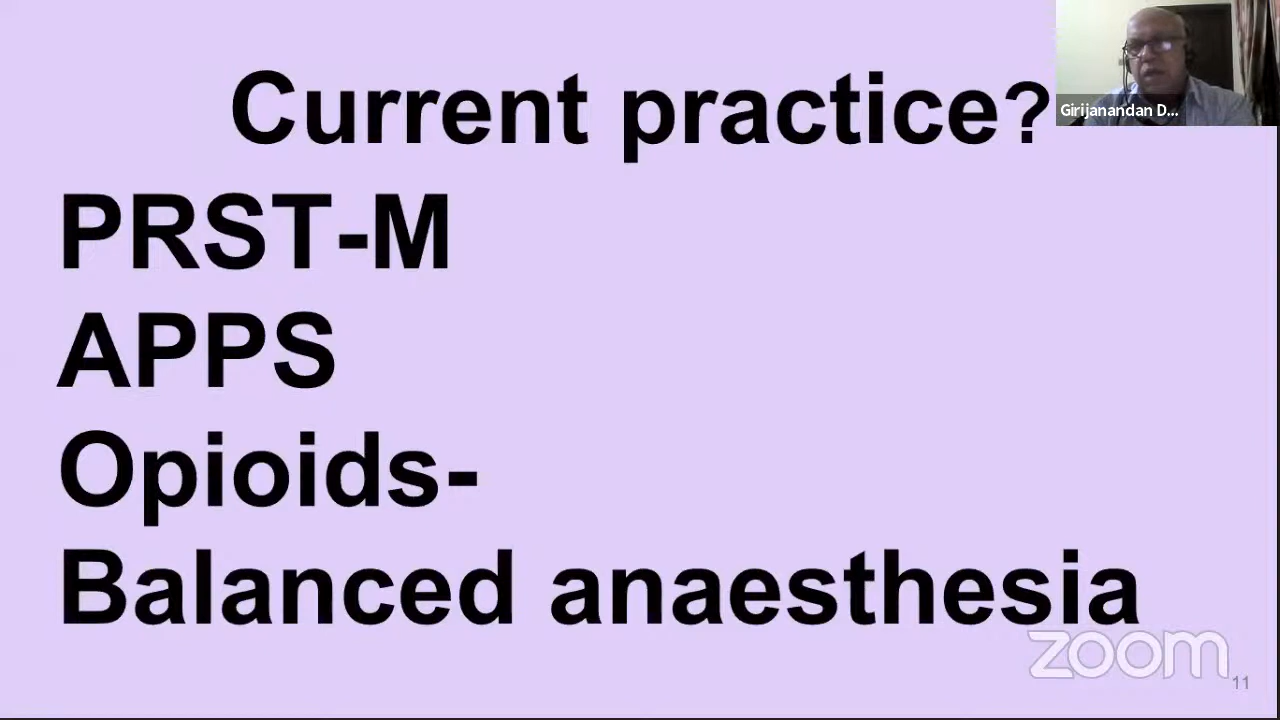 Current practice?
Girijanandan D...
PRST-M
APPS
Opioids-
Balanced anaesthesia
zoom
11